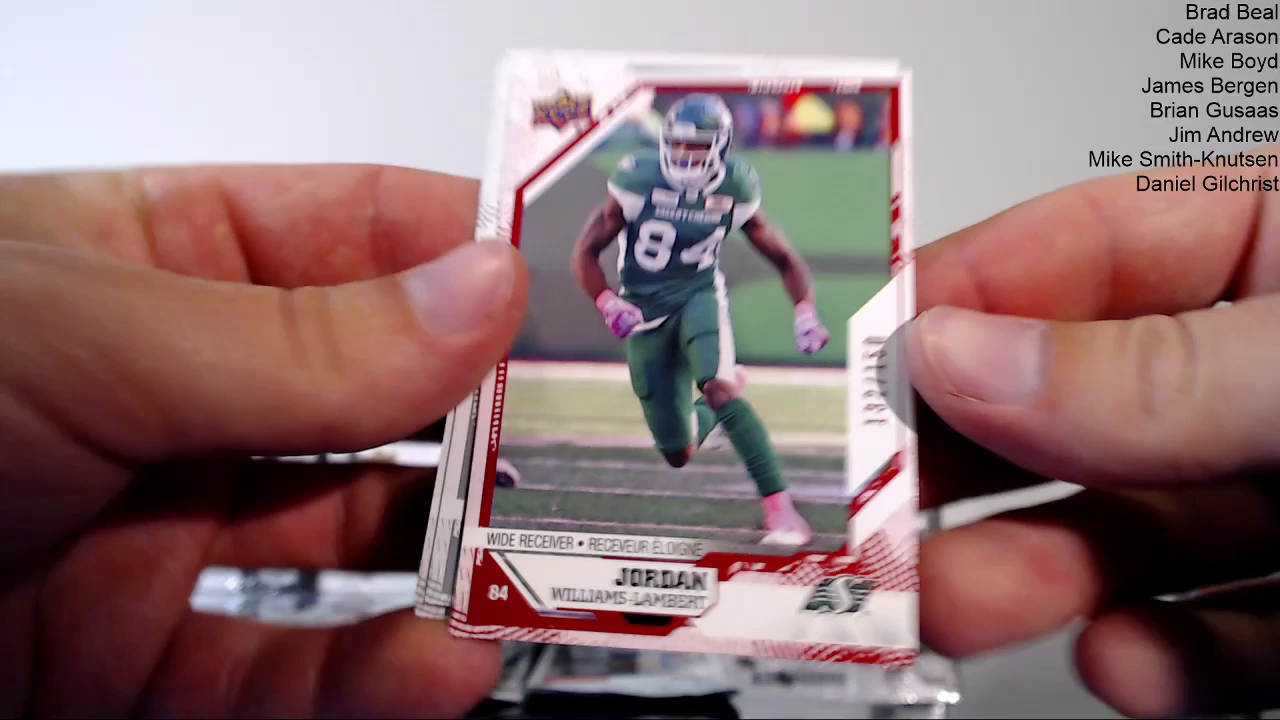 Brad Beal
Cade Arason
Mike Boyd
James Bergen
Brian Gusaas
Jim Andrew
Mike Smith-Knutsen
Daniel Gilchrist
84
WIDE RECEIVER • RECEVEUR ÉLOIGNÉ
JORDAN
84 WILLIAMS-LAMBERT